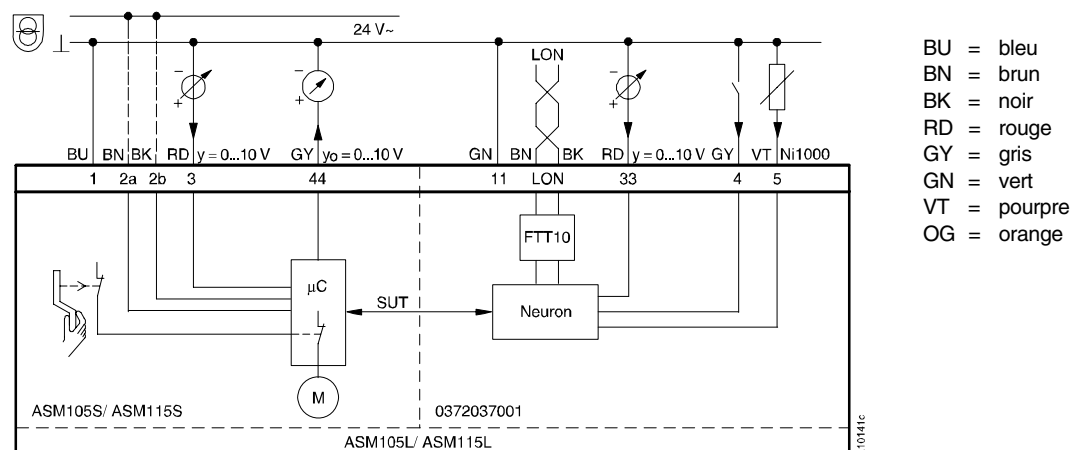 24 V~
⊥
LON
BU BN BK RD y = 0...10 V GY yo = 0...10 V GN BN BK RD y = 0...10 V GY VT Ni1000
1 2a 2b 3 44 11 LON 33 4 5
FTT10
µC
SUT
Neuron
M
ASM105S/ ASM115S 0372037001
ASM105L/ ASM115L
10141c
BU = bleu
BN = brun
BK = noir
RD = rouge
GY = gris
GN = vert
VT = pourpre
OG = orange